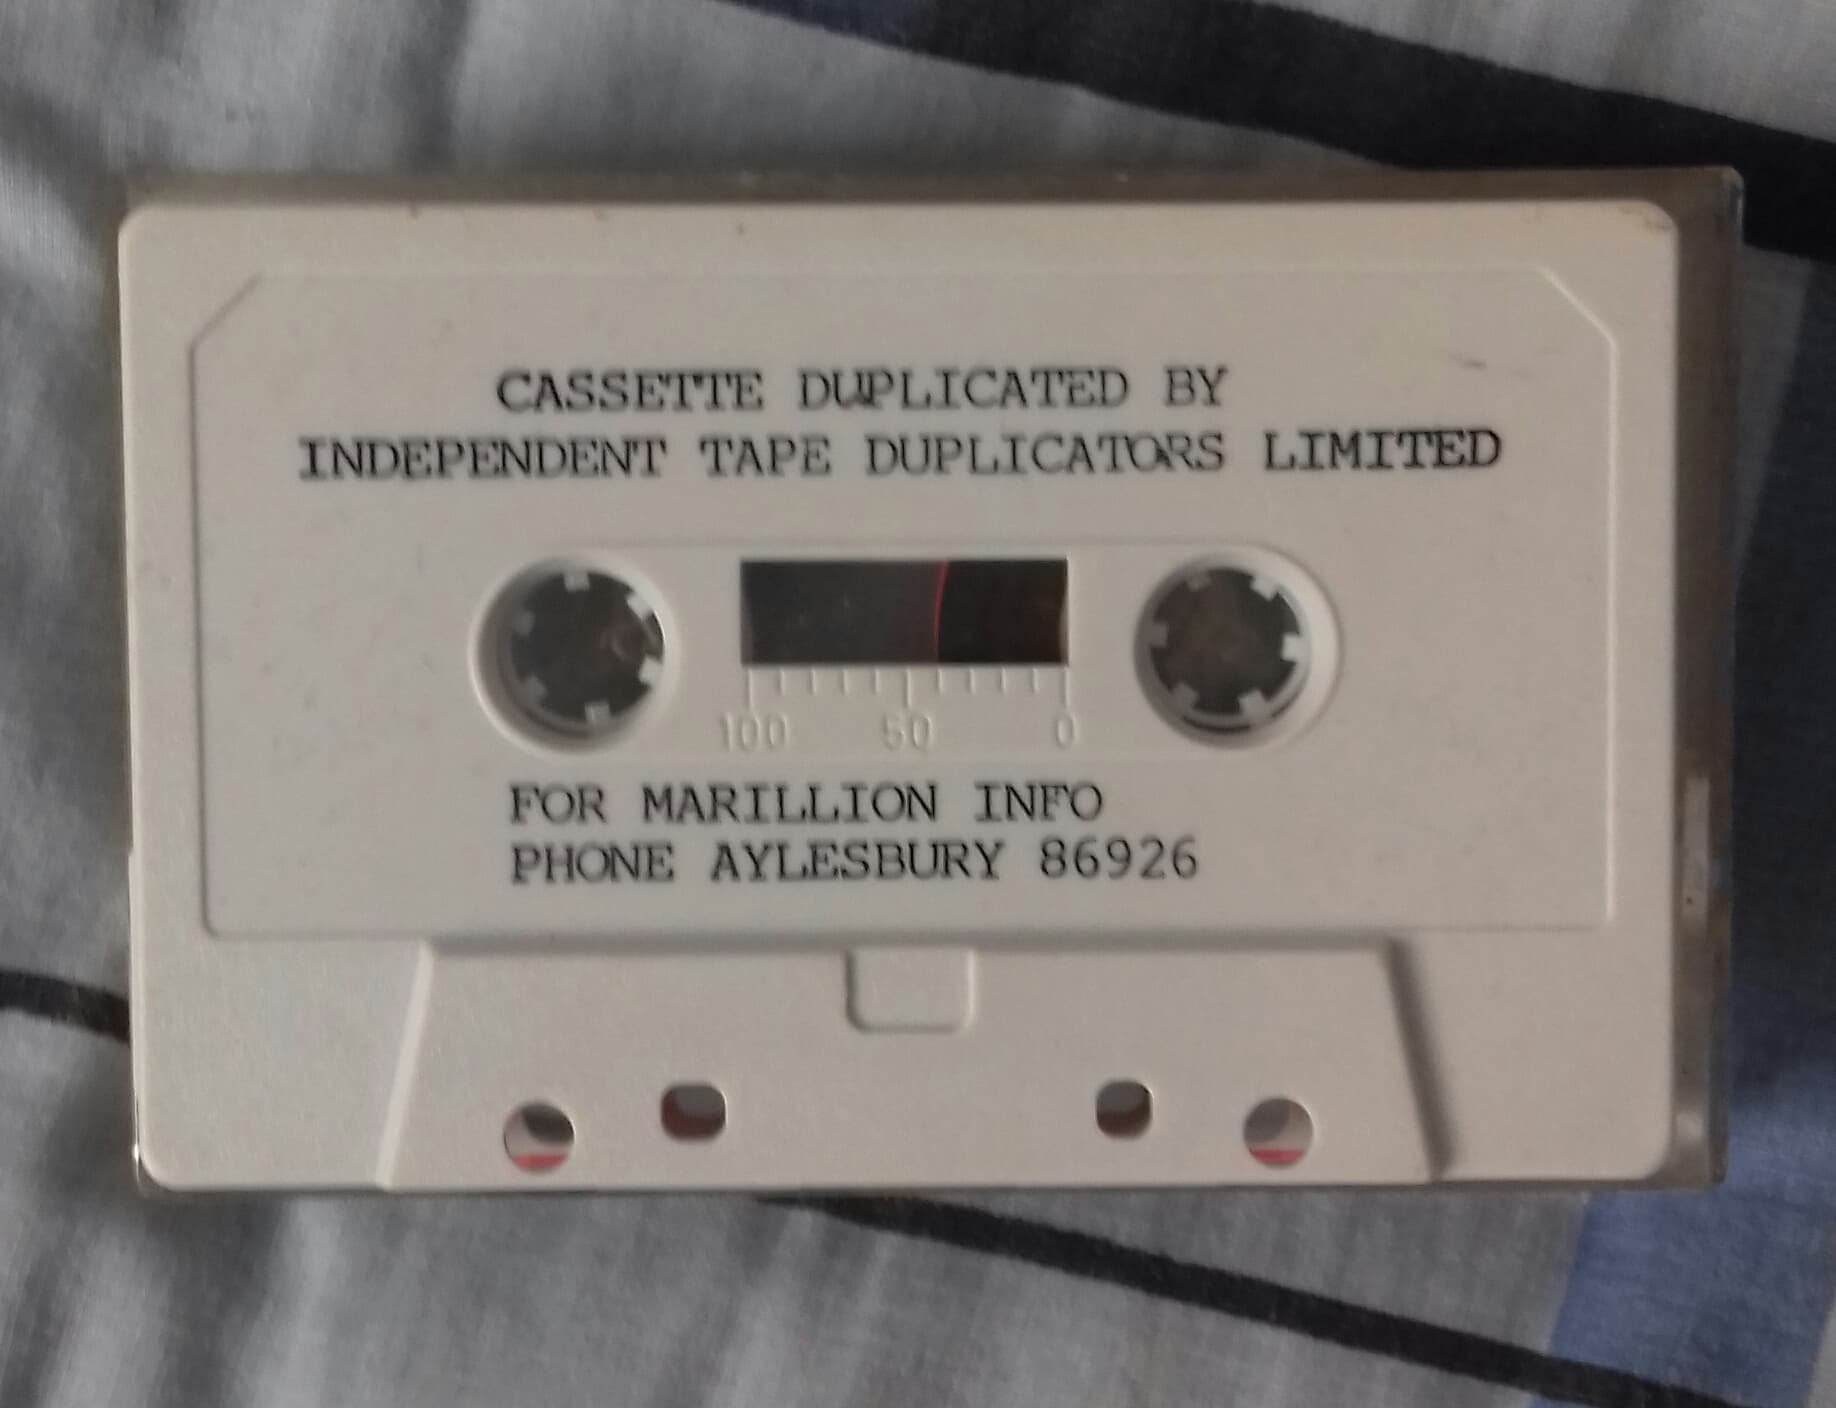 CASSETTE DUPLICATED BY
INDEPENDENT TAPE DUPLICATORS LIMITED
100 50 0
FOR MARILLION INFO
PHONE AYLESBURY 86926